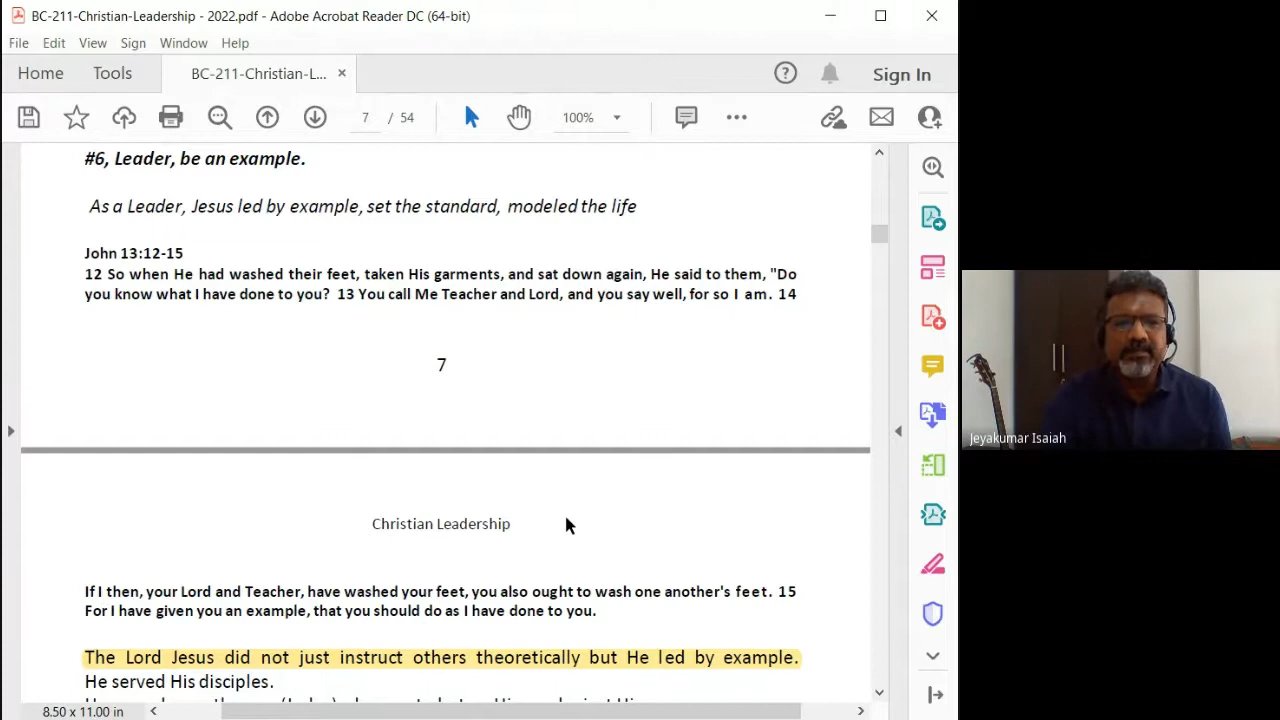 BC-211-Christian-Leadership - 2022.pdf - Adobe Acrobat Reader DC (64-bit)
File Edit View Sign Window Help
Home Tools BC-211-Christian-L... Sign In
7 / 54 100%
#6, Leader, be an example.
As a Leader, Jesus led by example, set the standard, modeled the life
John 13:12-15
12 So when He had washed their feet, taken His garments, and sat down again, He said to them, "Do
you know what I have done to you? 13 You call Me Teacher and Lord, and you say well, for so I am. 14
7
Christian Leadership
If I then, your Lord and Teacher, have washed your feet, you also ought to wash one another's feet. 15
For I have given you an example, that you should do as I have done to you.
The Lord Jesus did not just instruct others theoretically but He led by example.
He served His disciples.
8.50 x 11.00 in
Jeyakumar Isaiah